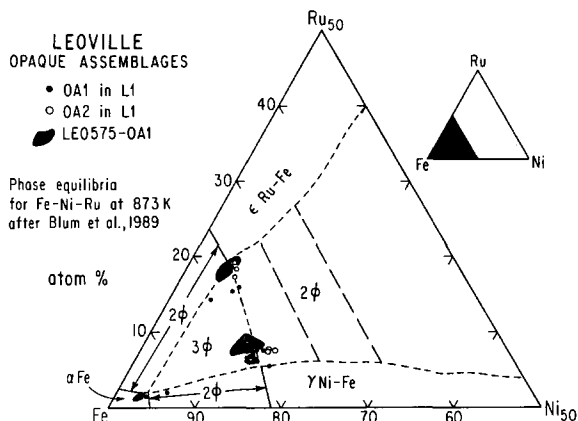 LEOVILLE
OPAQUE ASSEMBLAGES
• OA1 in L1
○ OA2 in L1
LEO575-OA1
Phase equilibria
for Fe-Ni-Ru at 873K
after Blum et al., 1989
atom %
Ru50
40
30
20
10
ε Ru-Fe
2ϕ
2ϕ
3ϕ
2ϕ
αFe
γNi-Fe
Fe
90
80
70
60
Ni50
Ru
Fe
Ni